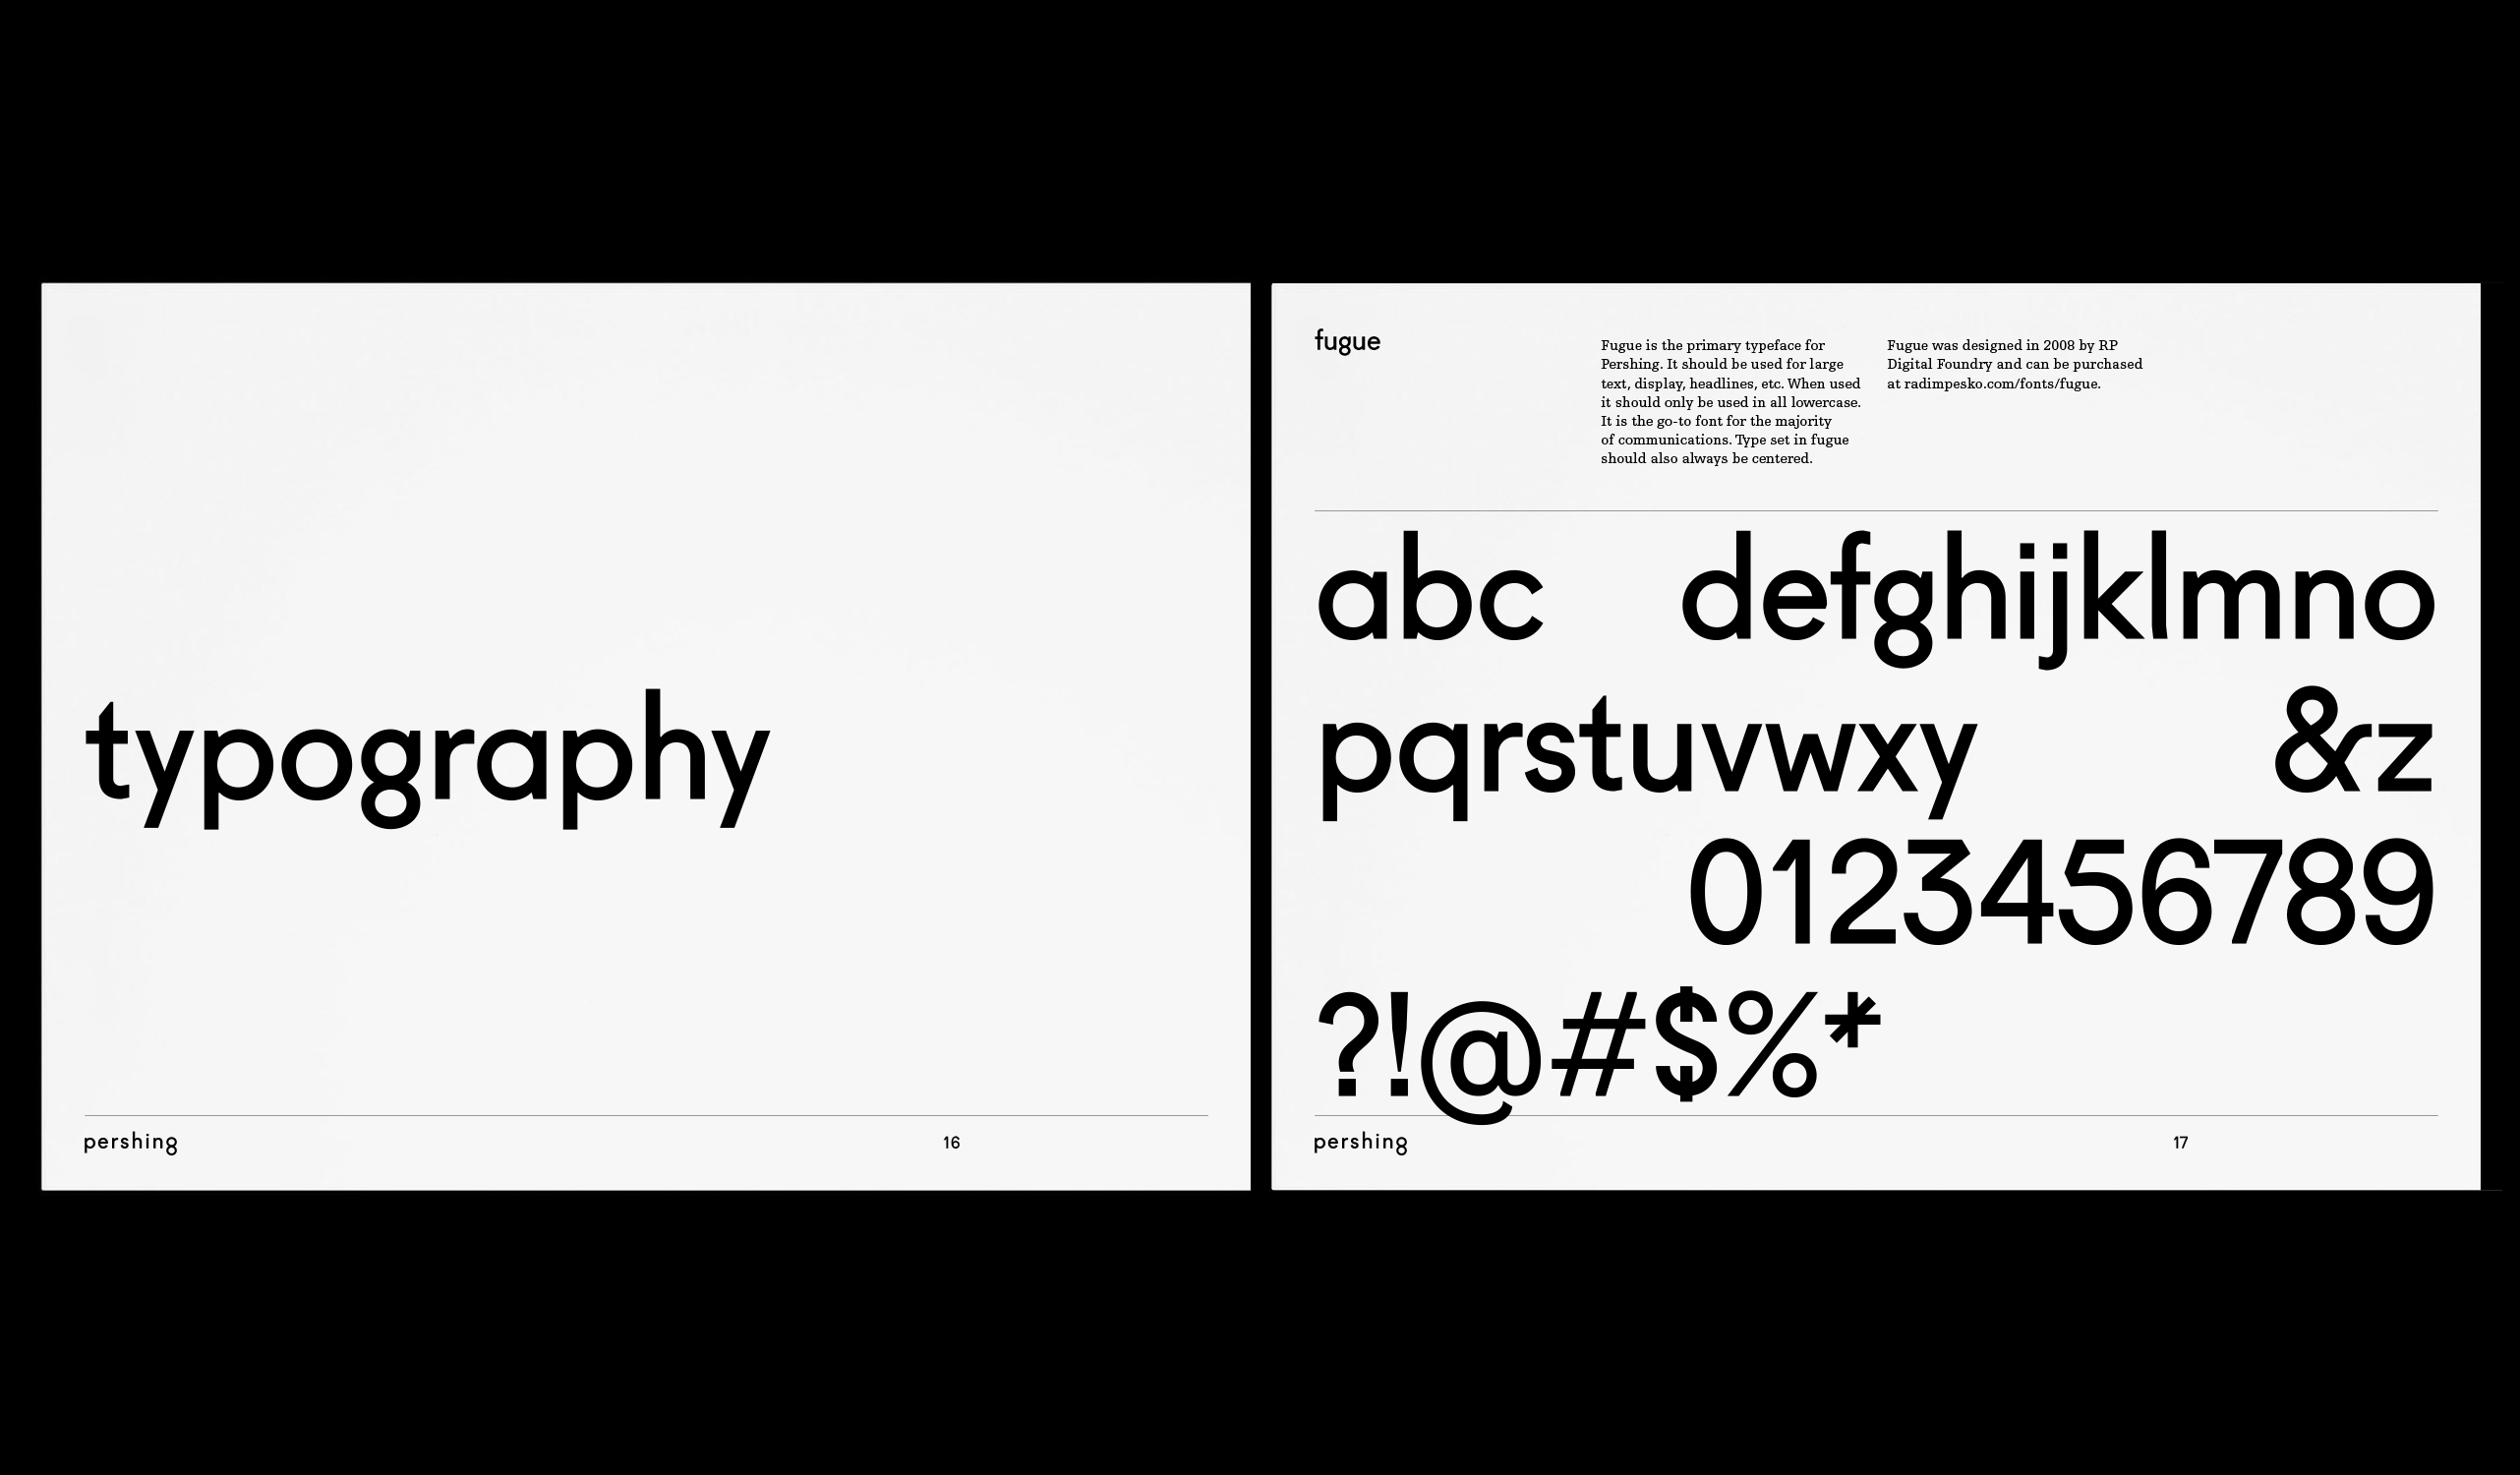 typography
pershing
16
fugue
Fugue is the primary typeface for
Pershing. It should be used for large
text, display, headlines, etc. When used
it should only be used in all lowercase.
It is the go-to font for the majority
of communications. Type set in fugue
should also always be centered.
Fugue was designed in 2008 by RP
Digital Foundry and can be purchased
at radimpesko.com/fonts/fugue.
abc defghijklmno
pqrstuvwxy &z
0123456789
?!@#$%*
pershing
17